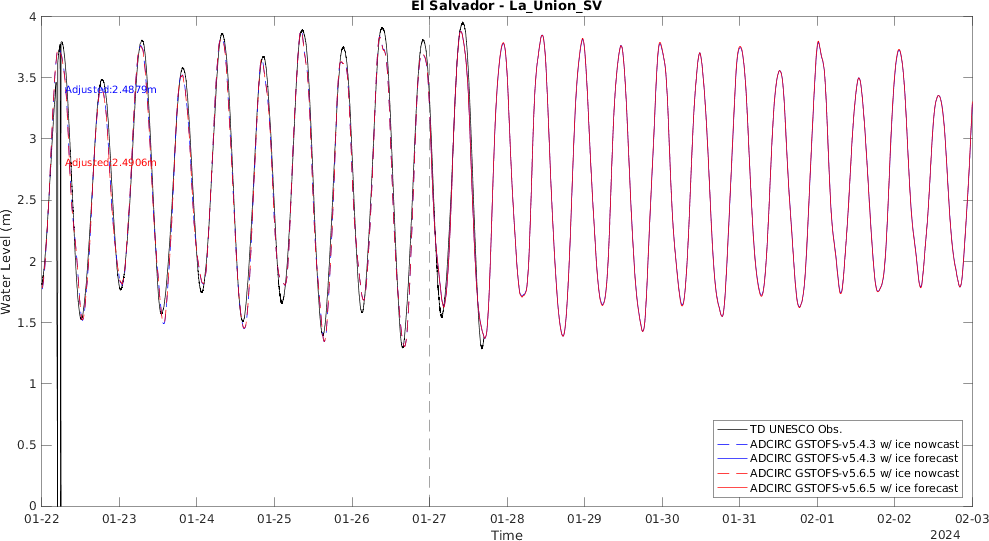 El Salvador - La_Union_SV
4
3.5
3
2.5
2
1.5
1
0.5
0
Water Level (m)
Adjusted:2.4879m
Adjusted:2.4906m
TD UNESCO Obs.
ADCIRC GSTOFS-v5.4.3 w/ ice nowcast
ADCIRC GSTOFS-v5.4.3 w/ ice forecast
ADCIRC GSTOFS-v5.6.5 w/ ice nowcast
ADCIRC GSTOFS-v5.6.5 w/ ice forecast
01-22 01-23 01-24 01-25 01-26 01-27 01-28 01-29 01-30 01-31 02-01 02-02 02-03
Time
2024